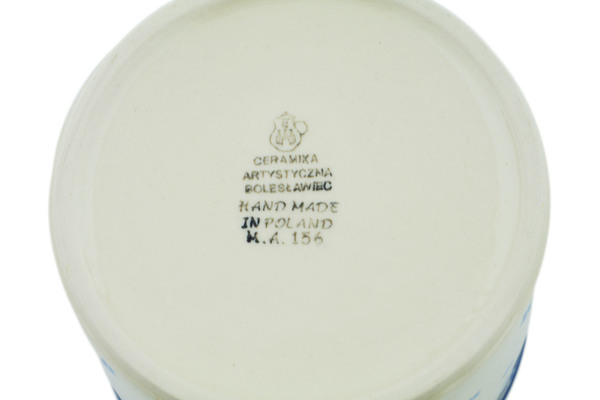 CERAMIKA
ARTYSTYCZNA
BOLESŁAWIEC
HAND MADE
IN POLAND
M.A. 156